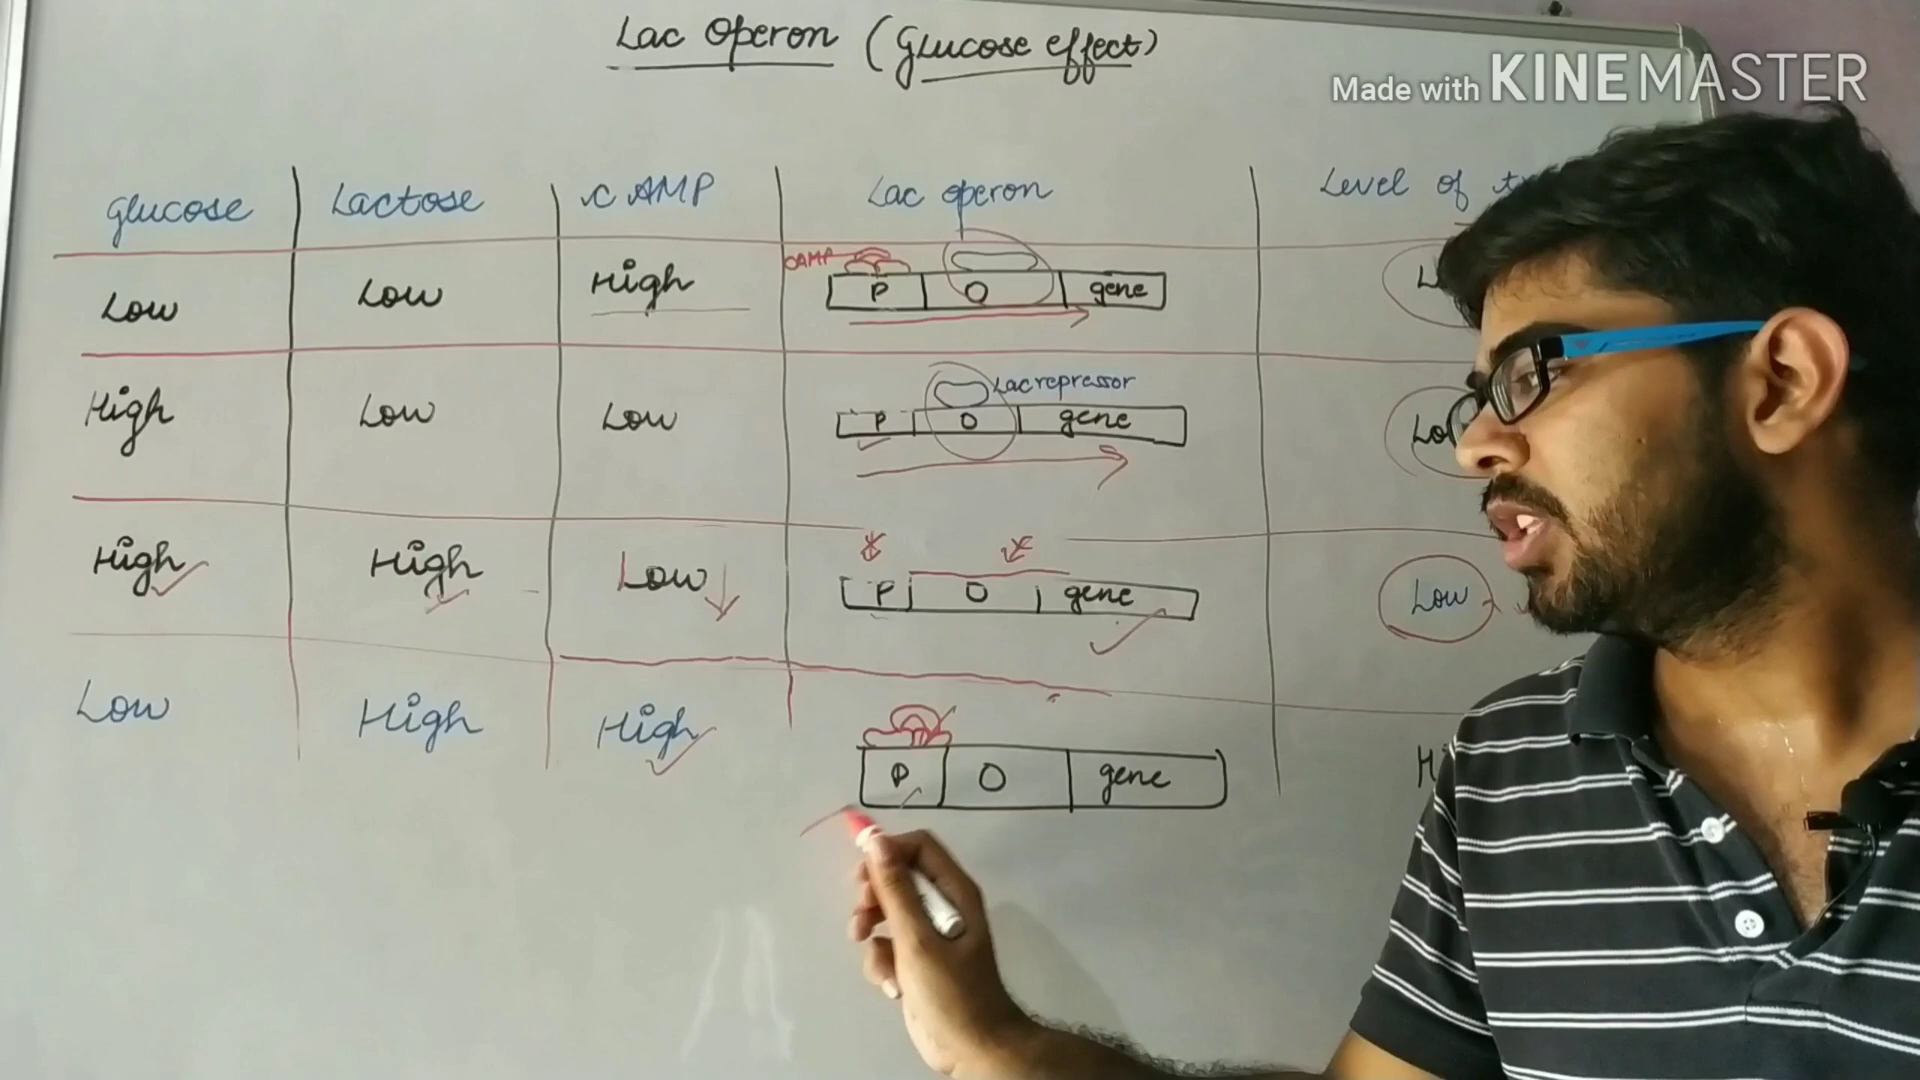 Lac Operon (Glucose effect)
Made with KINEMASTER
Glucose Lactose cAMP Lac operon Level of
cAMP
Low Low High P O gene
Lac repressor
High Low Low P O gene
High High Low P O gene Low
Low High High P O gene